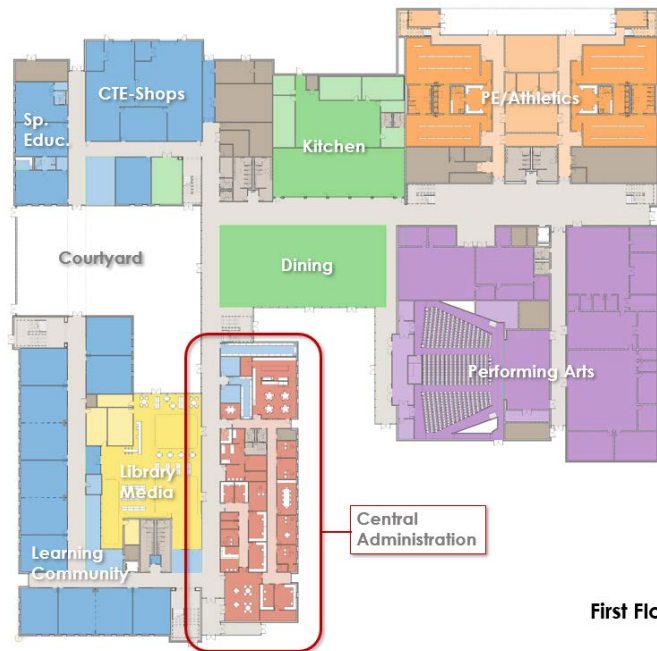 CTE-Shops
PE/Athletics
Sp.
Educ.
Kitchen
Courtyard
Dining
Performing Arts
Library
Media
Central
Administration
Learning
Community
First Flo